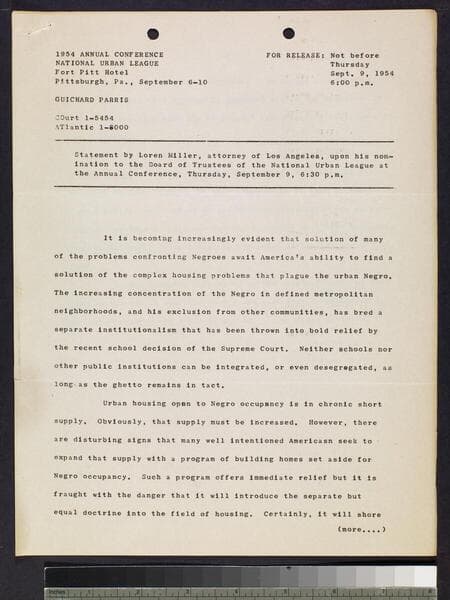 1954 ANNUAL CONFERENCE
NATIONAL URBAN LEAGUE
Fort Pitt Hotel
Pittsburgh, Pa., September 6-10
FOR RELEASE: Not before
Thursday
Sept. 9, 1954
6:00 p.m.
GUICHARD PARRIS
COurt 1-5454
ATlantic 1-8000
Statement by Loren Miller, attorney of Los Angeles, upon his nom-
ination to the Board of Trustees of the National Urban League at
the Annual Conference, Thursday, September 9, 6:30 p.m.
It is becoming increasingly evident that solution of many
of the problems confronting Negroes await America's ability to find a
solution of the complex housing problems that plague the urban Negro.
The increasing concentration of the Negro in defined metropolitan
neighborhoods, and his exclusion from other communities, has bred a
separate institutionalism that has been thrown into bold relief by
the recent school decision of the Supreme Court. Neither schools nor
other public institutions can be integrated, or even desegregated, as
long as the ghetto remains in tact.
Urban housing open to Negro occupancy is in chronic short
supply. Obviously, that supply must be increased. However, there
are disturbing signs that many well intentioned Americasn seek to
expand that supply with a program of building homes set aside for
Negro occupancy. Such a program offers immediate relief but it is
fraught with the danger that it will introduce the separate but
equal doctrine into the field of housing. Certainly, it will shore
(more....)
Inches 1 2 3 4 5 6 7 8